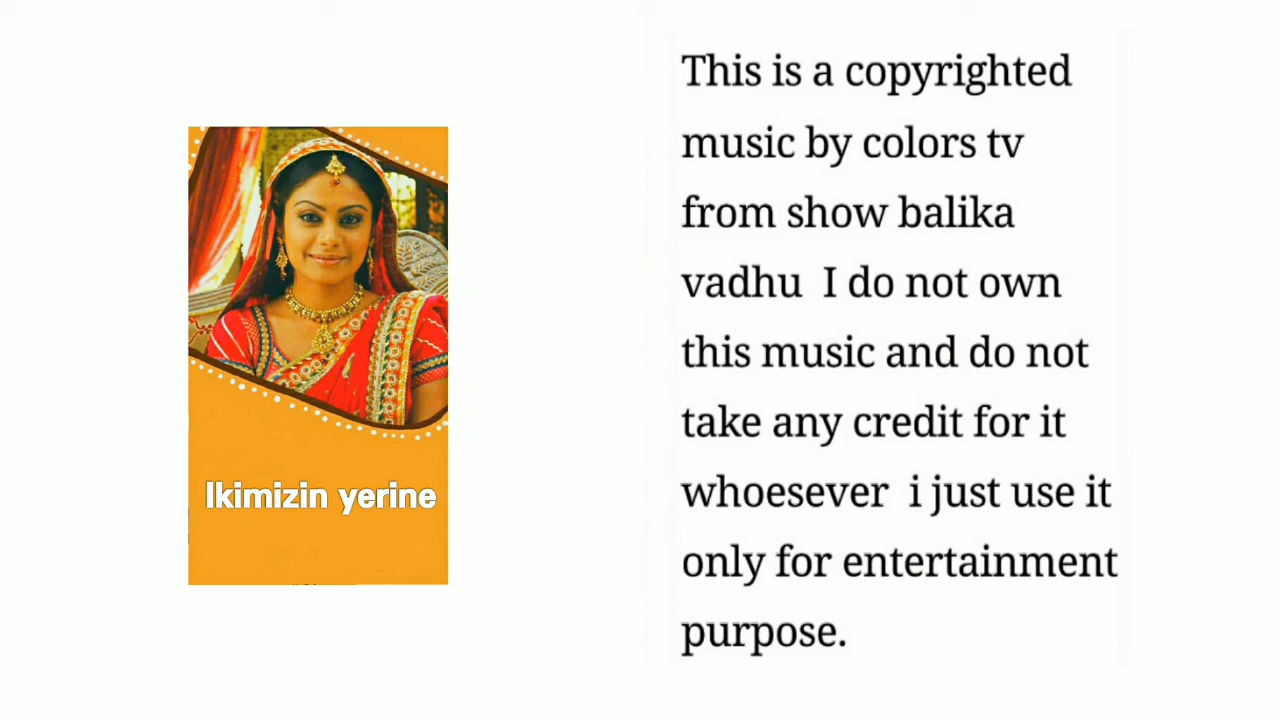 Ikimizin yerine
This is a copyrighted
music by colors tv
from show balika
vadhu I do not own
this music and do not
take any credit for it
whoesever i just use it
only for entertainment
purpose.